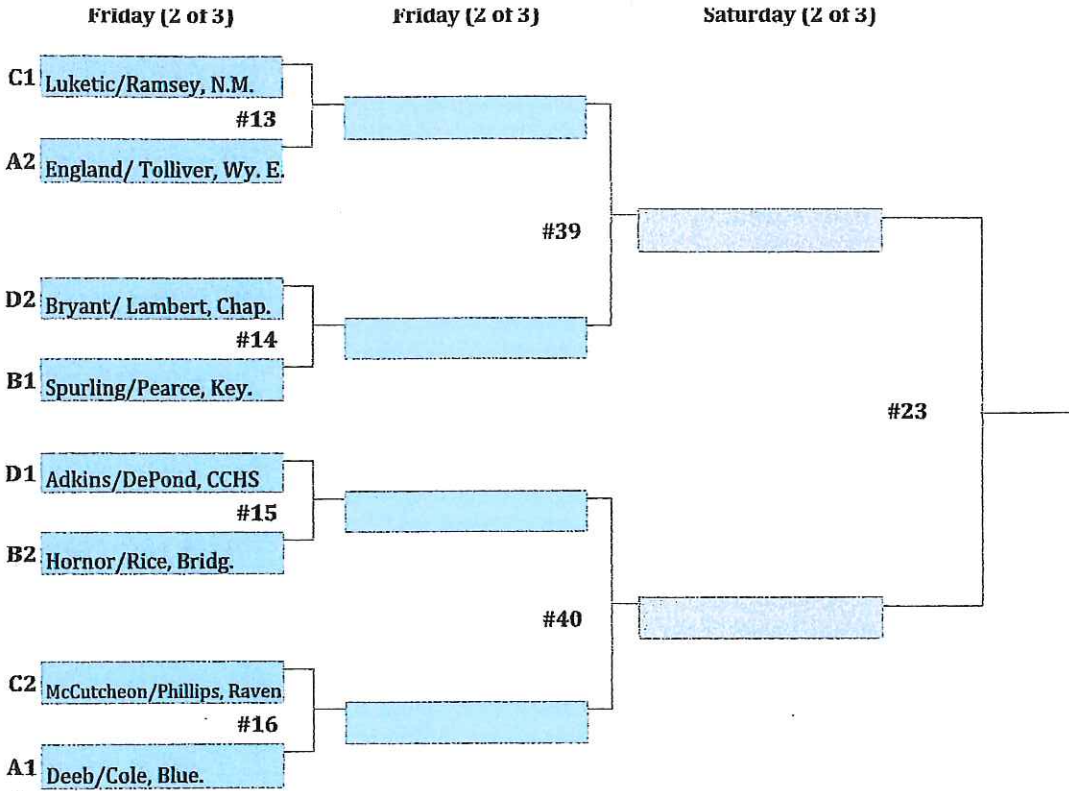 Friday (2 of 3) Friday (2 of 3) Saturday (2 of 3)
C1 Luketic/Ramsey, N.M.
#13
A2 England/ Tolliver, Wy. E.
#39
D2 Bryant/ Lambert, Chap.
#14
B1 Spurling/Pearce, Key.
#23
D1 Adkins/DePond, CCHS
#15
B2 Hornor/Rice, Bridg.
#40
C2 McCutcheon/Phillips, Raven
#16
A1 Deeb/Cole, Blue.